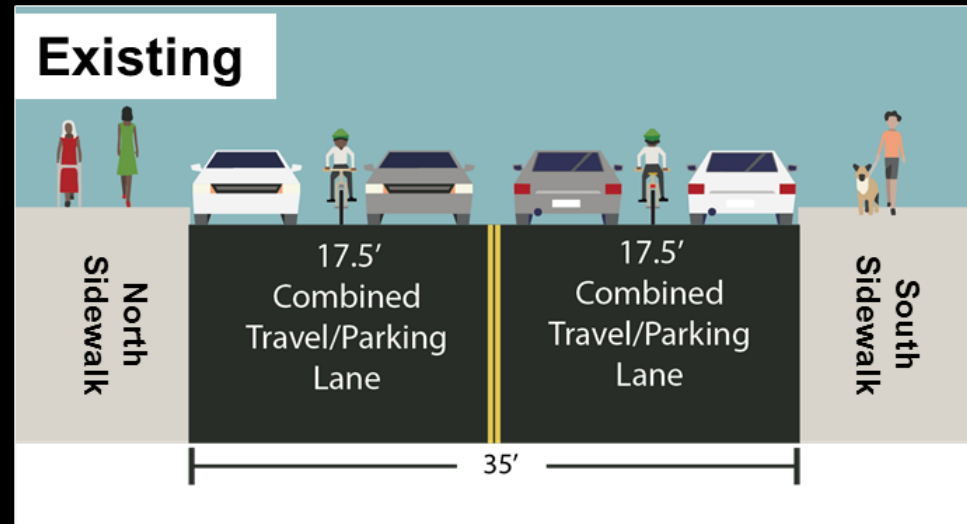 Existing
North
Sidewalk
17.5’
Combined
Travel/Parking
Lane
17.5’
Combined
Travel/Parking
Lane
South
Sidewalk
35’